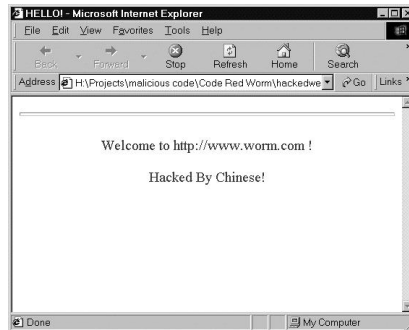 HELLO! - Microsoft Internet Explorer
File Edit View Favorites Tools Help
Back Forward Stop Refresh Home Search
Address H:\Projects\malicious code\Code Red Worm\hackedwe Go Links
Welcome to http://www.worm.com !
Hacked By Chinese!
Done My Computer